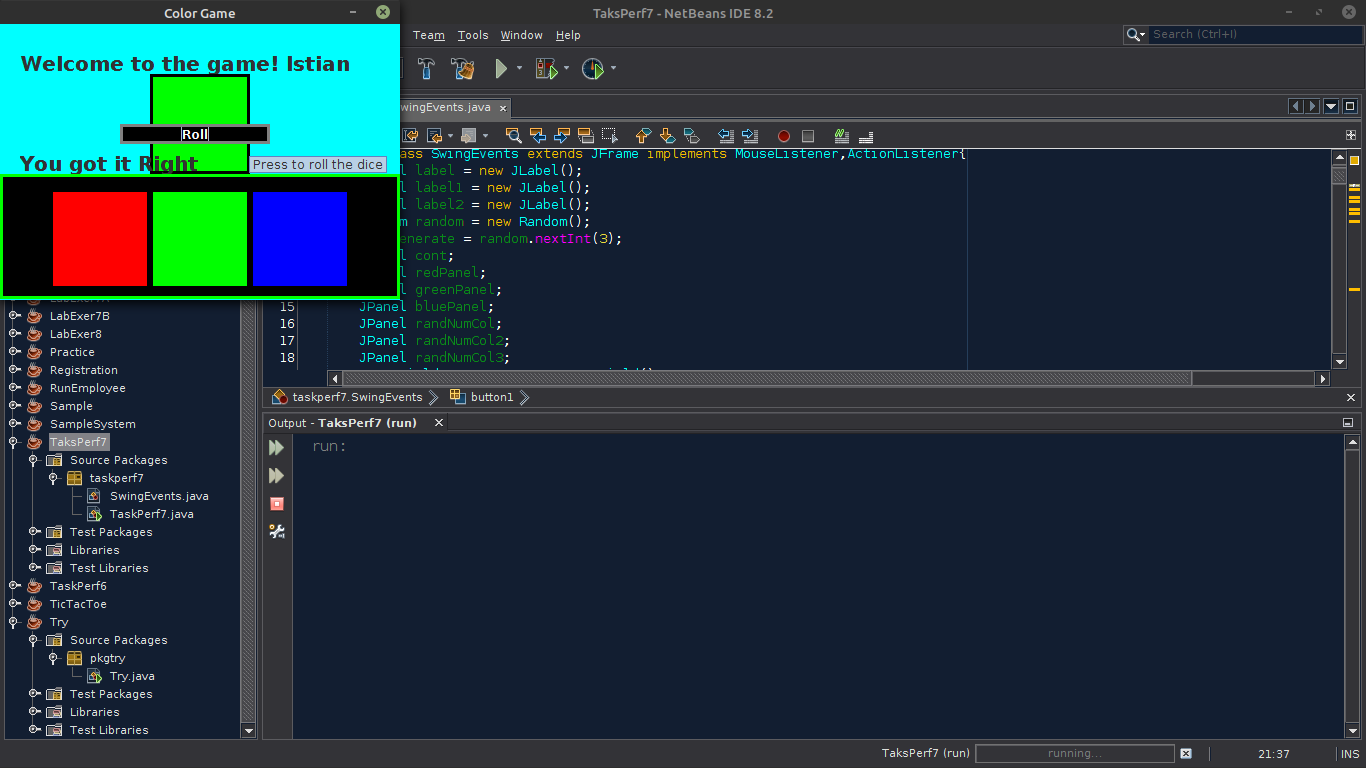 Color Game
TaksPerf7 - NetBeans IDE 8.2
Team Tools Window Help
Search (Ctrl+I)
Welcome to the game! Istian
Roll
You got it Right
Press to roll the dice
wingEvents.java
ass SwingEvents extends JFrame implements MouseListener,ActionListener{
label = new JLabel();
label1 = new JLabel();
label2 = new JLabel();
random = new Random();
enerate = random.nextInt(3);
cont;
redPanel;
greenPanel;
15 JPanel bluePanel;
16 JPanel randNumCol;
17 JPanel randNumCol2;
18 JPanel randNumCol3;
taskperf7.SwingEvents button1
Output - TaksPerf7 (run)
run:
LabExer7B
LabExer8
Practice
Registration
RunEmployee
Sample
SampleSystem
TaksPerf7
Source Packages
taskperf7
SwingEvents.java
TaskPerf7.java
Test Packages
Libraries
Test Libraries
TaskPerf6
TicTacToe
Try
Source Packages
pkgtry
Try.java
Test Packages
Libraries
Test Libraries
TaksPerf7 (run) running... 21:37 INS